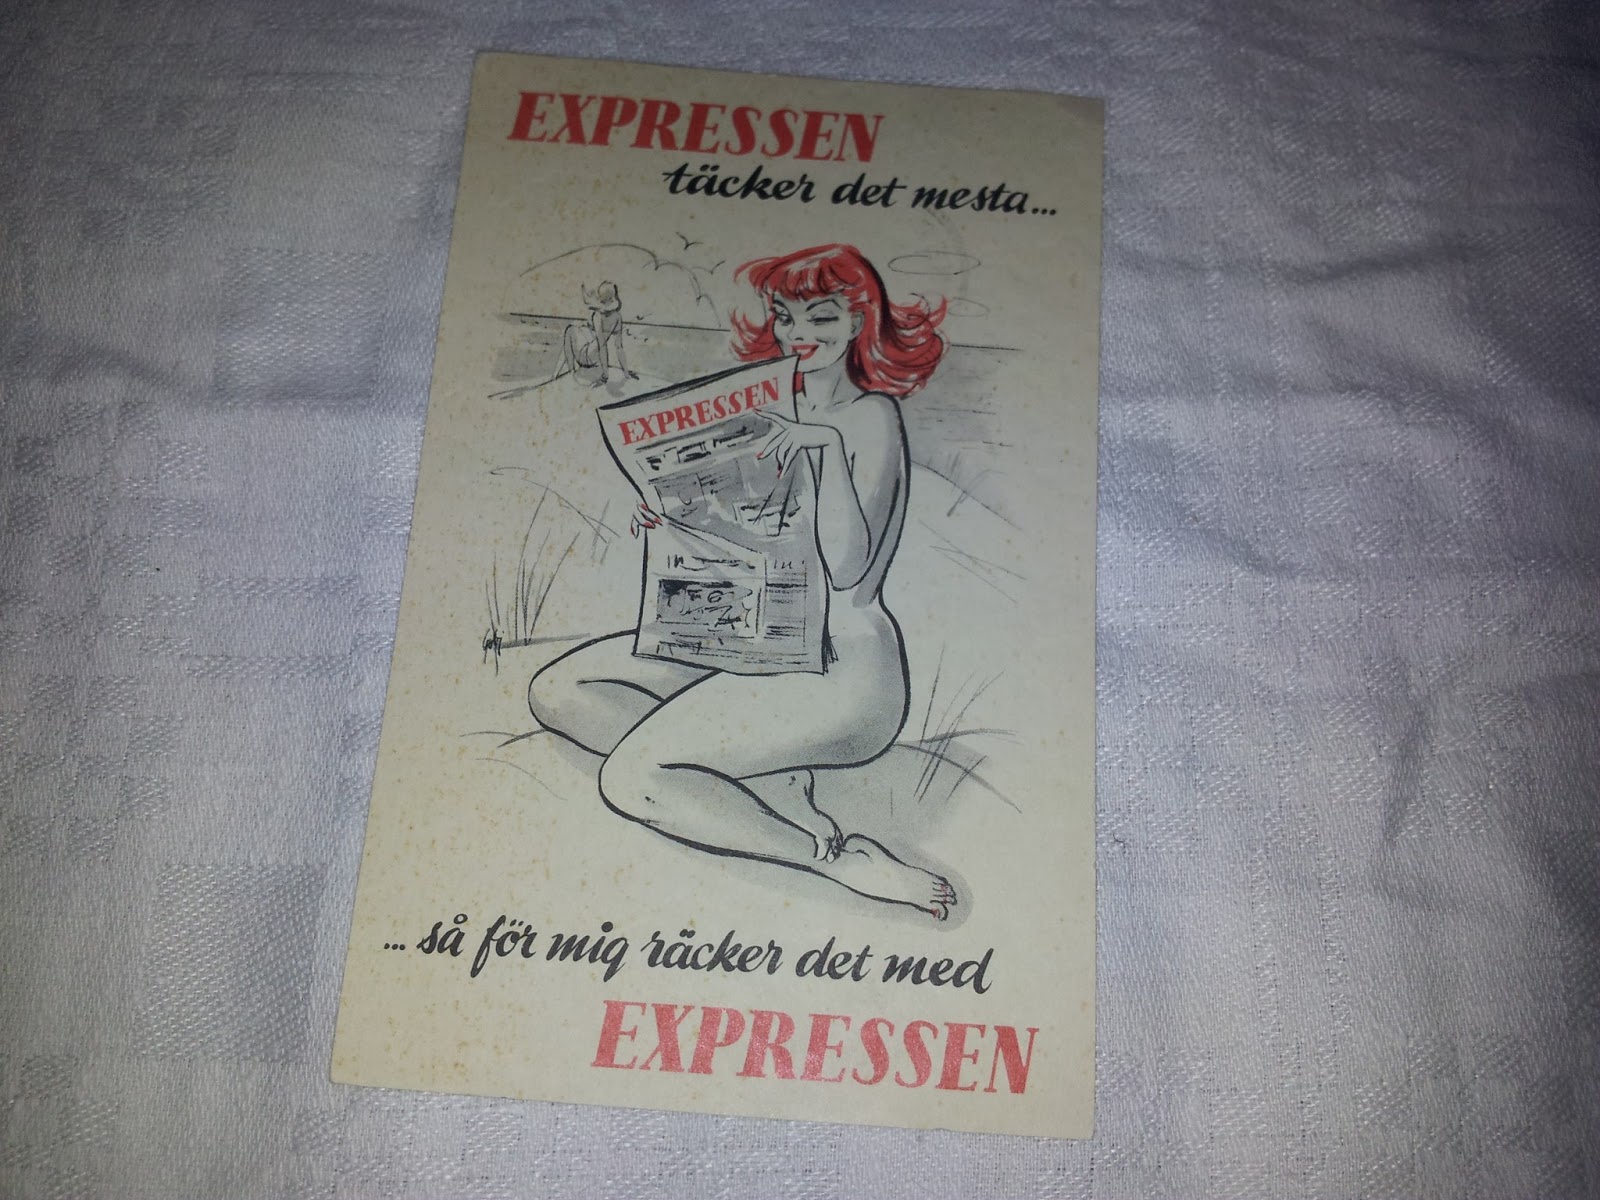 EXPRESSEN
täcker det mesta...
EXPRESSEN
... så för mig räcker det med
EXPRESSEN